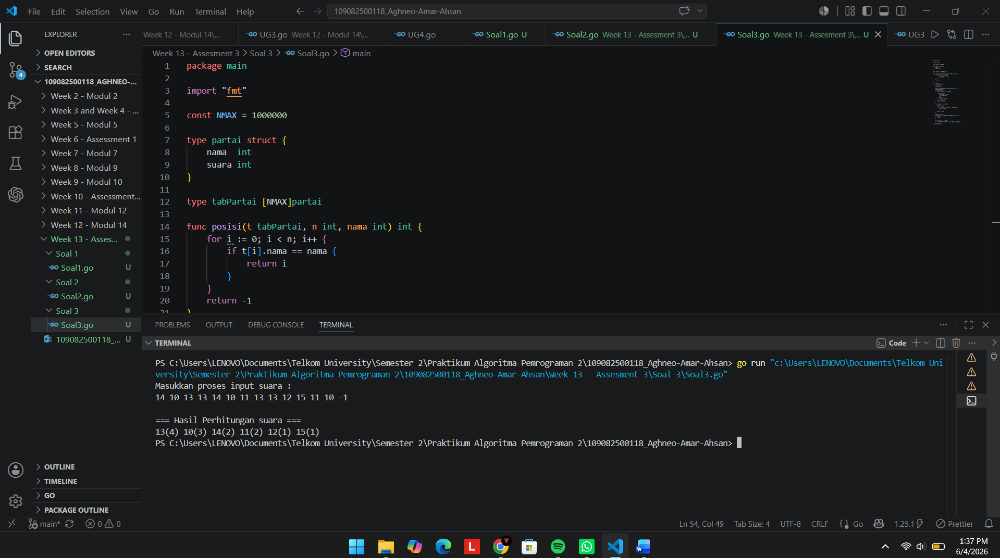 File Edit Selection View Go Run Terminal Help
109082500118_Aghneo-Amar-Ahsan
EXPLORER
OPEN EDITORS
SEARCH
109082500118_AGHNEO-...
Week 2 - Modul 2
Week 3 and Week 4 - ...
Week 5 - Modul 5
Week 6 - Assessment 1
Week 7 - Modul 7
Week 8 - Modul 9
Week 9 - Modul 10
Week 10 - Assessment...
Week 11 - Modul 12
Week 12 - Modul 14
Week 13 - Asses...
Soal 1
Soal1.go U
Soal 2
Soal2.go U
Soal 3
Soal3.go U
109082500118_... U
OUTLINE
TIMELINE
GO
PACKAGE OUTLINE
4
Week 12 - Modul 14\... UG3.go Week 12 - Modul 14\... UG4.go Soal1.go U Soal2.go Week 13 - Assesment 3\... U Soal3.go Week 13 - Assesment 3\... U UG3
Week 13 - Assesment 3 > Soal 3 > Soal3.go > main
1 package main
2
3 import "fmt"
4
5 const NMAX = 1000000
6
7 type partai struct {
8 nama  int
9 suara int
10 }
11
12 type tabPartai [NMAX]partai
13
14 func posisi(t tabPartai, n int, nama int) int {
15 for i := 0; i < n; i++ {
16 if t[i].nama == nama {
17 return i
18 }
19 }
20 return -1
21 }
PROBLEMS OUTPUT DEBUG CONSOLE TERMINAL
TERMINAL
Code
PS C:\Users\LENOVO\Documents\Telkom University\Semester 2\Praktikum Algoritma Pemrograman 2\109082500118_Aghneo-Amar-Ahsan> go run "c:\Users\LENOVO\Documents\Telkom Uni
versity\Semester 2\Praktikum Algoritma Pemrograman 2\109082500118_Aghneo-Amar-Ahsan\Week 13 - Assesment 3\Soal 3\Soal3.go"
Masukkan proses input suara :
14 10 13 13 14 10 11 13 13 12 15 11 10 -1
=== Hasil Perhitungan suara ===
13(4) 10(3) 14(2) 11(2) 12(1) 15(1)
PS C:\Users\LENOVO\Documents\Telkom University\Semester 2\Praktikum Algoritma Pemrograman 2\109082500118_Aghneo-Amar-Ahsan>
main* 0 0 Ln 54, Col 49 Tab Size: 4 UTF-8 CRLF Go 1.25.1 Prettier
L
W
1:37 PM
6/4/2026